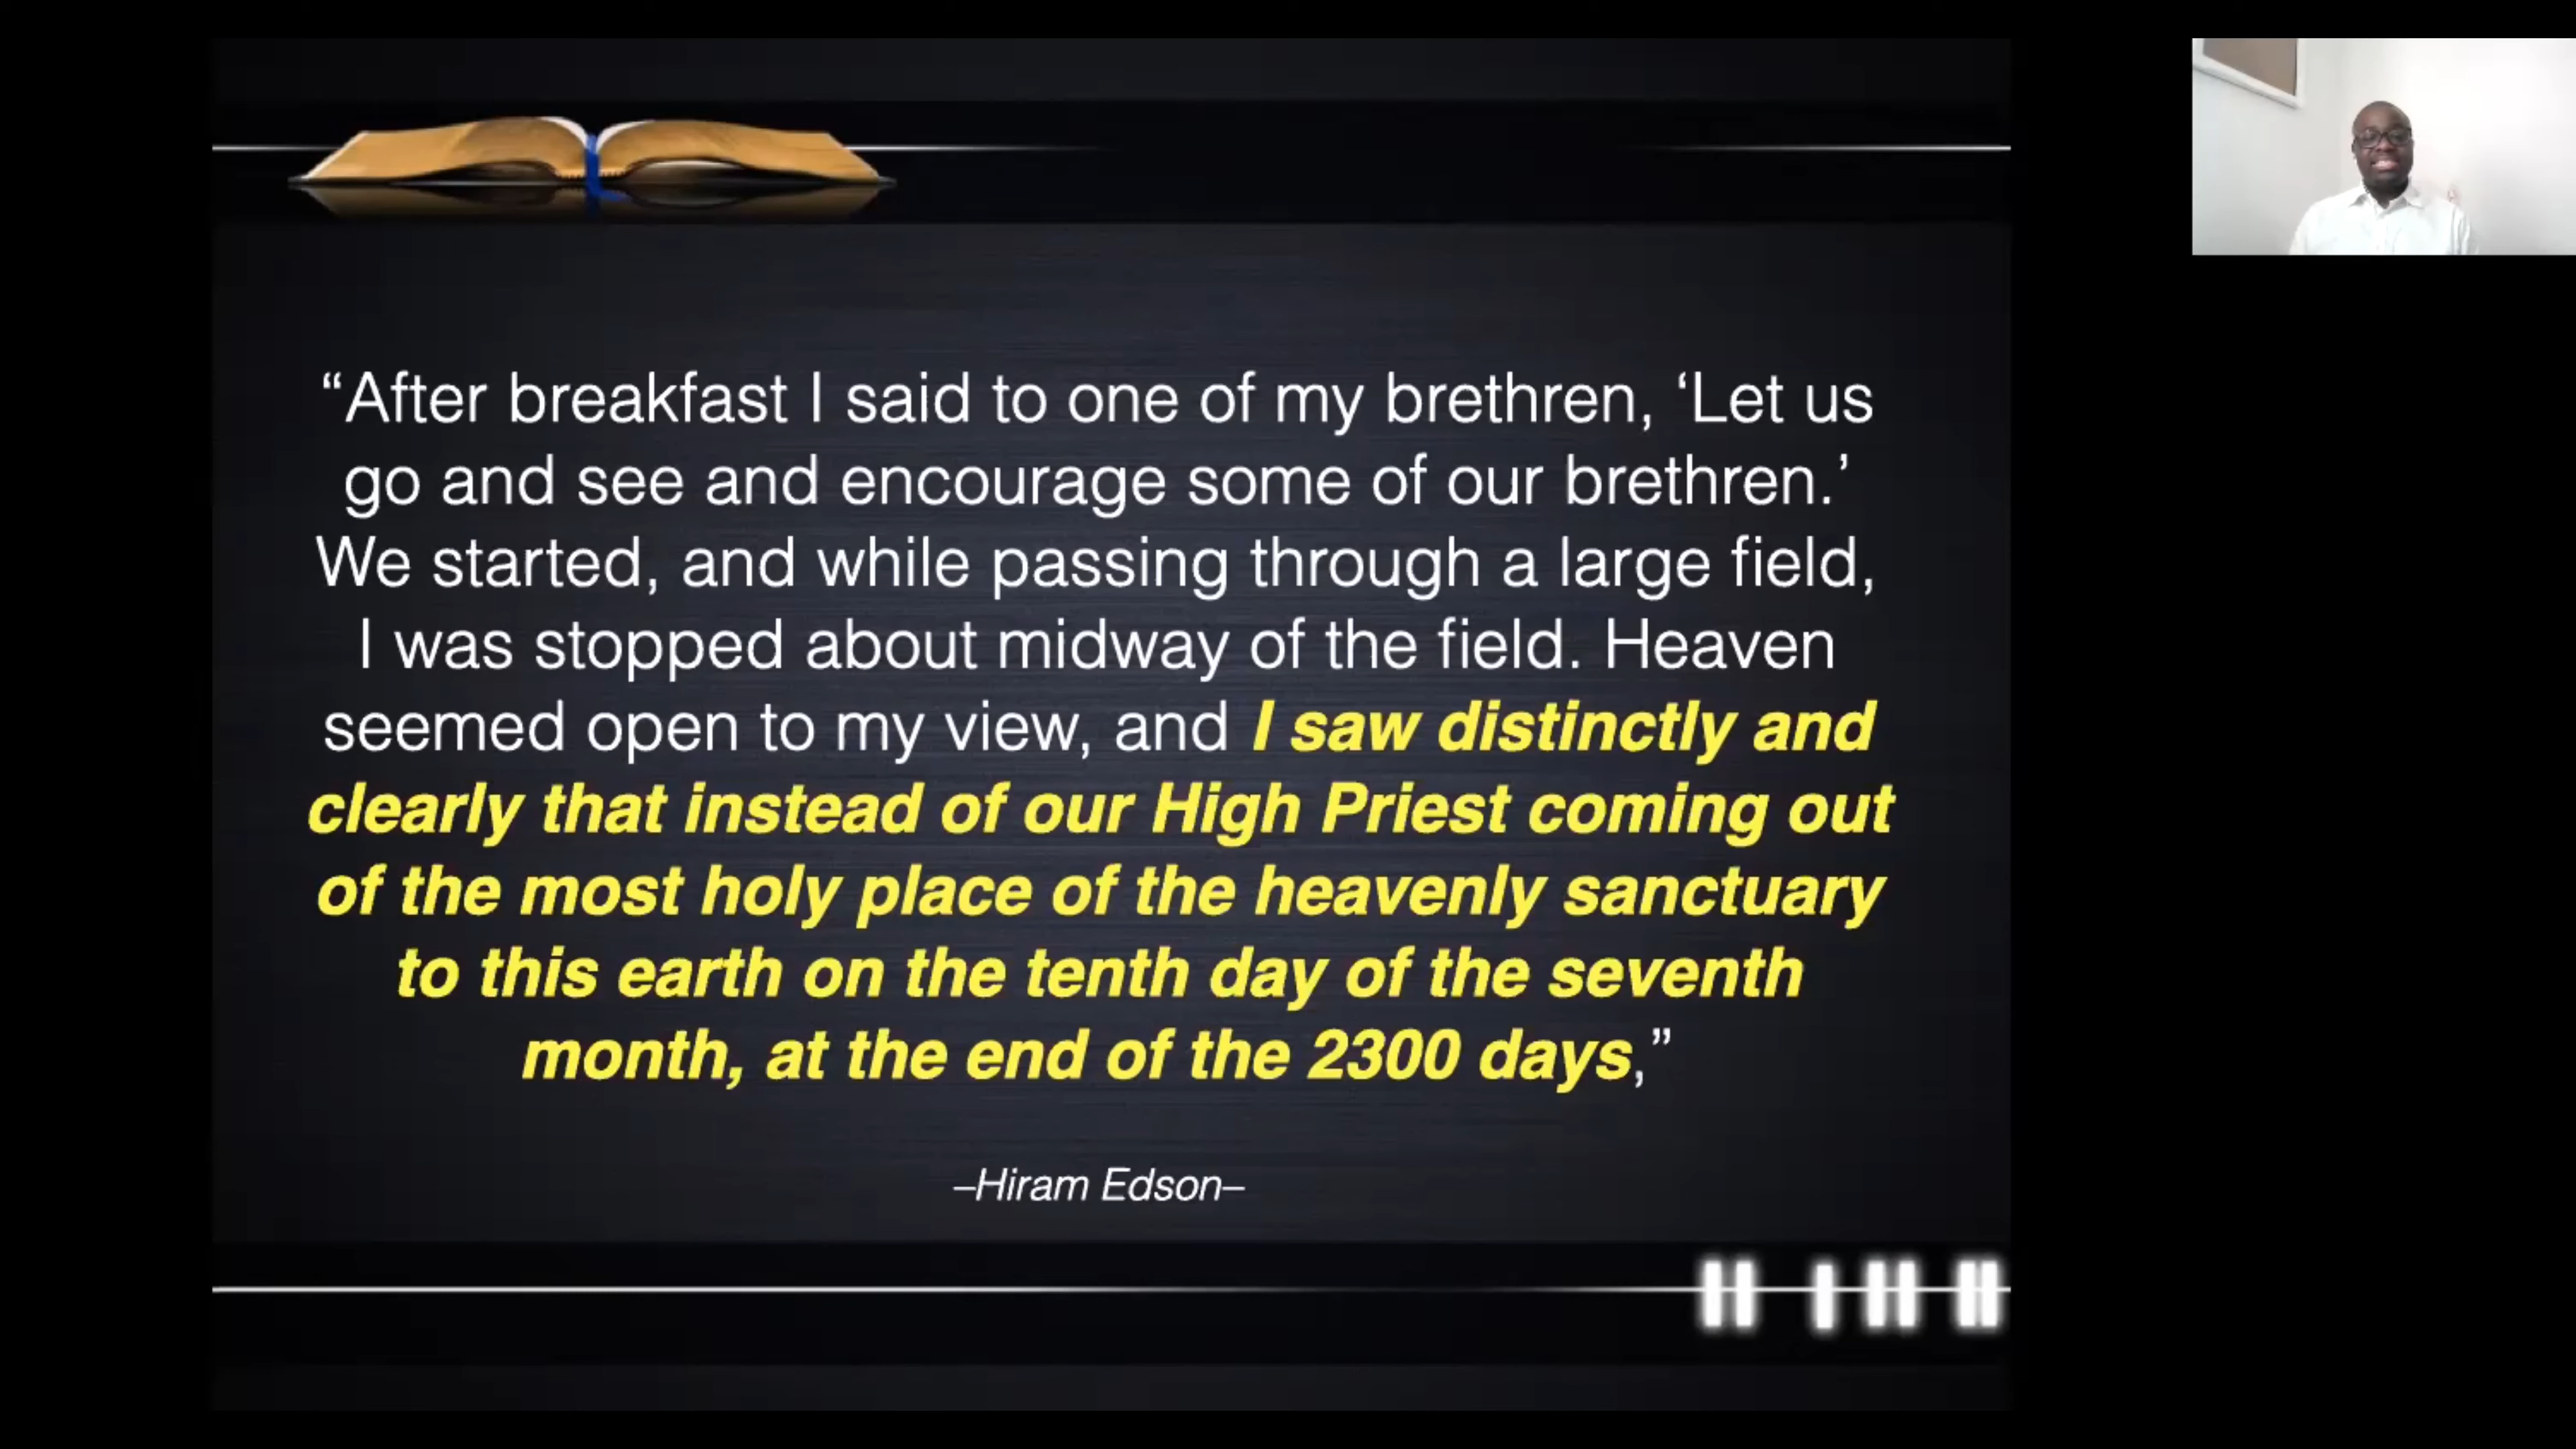 “After breakfast I said to one of my brethren, ‘Let us
go and see and encourage some of our brethren.’
We started, and while passing through a large field,
I was stopped about midway of the field. Heaven
seemed open to my view, and I saw distinctly and
clearly that instead of our High Priest coming out
of the most holy place of the heavenly sanctuary
to this earth on the tenth day of the seventh
month, at the end of the 2300 days,”
–Hiram Edson–